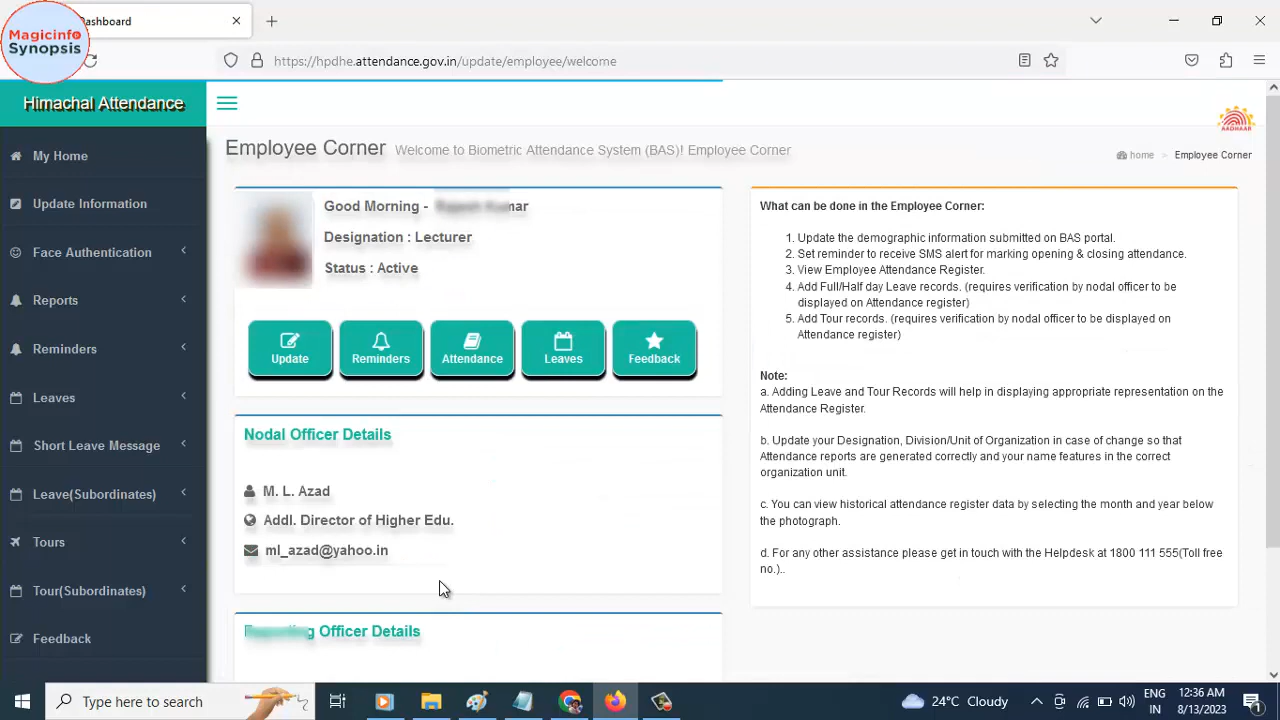 Magicinfo
Synopsis
Dashboard
https://hpdhe.attendance.gov.in/update/employee/welcome
Himachal Attendance
AADHAAR
My Home
Update Information
Face Authentication
Reports
Reminders
Leaves
Short Leave Message
Leave(Subordinates)
Tours
Tour(Subordinates)
Feedback
Employee Corner Welcome to Biometric Attendance System (BAS)! Employee Corner
home > Employee Corner
Good Morning -
Designation : Lecturer
Status : Active
Update
Reminders
Attendance
Leaves
Feedback
Nodal Officer Details
M. L. Azad
Addl. Director of Higher Edu.
ml_azad@yahoo.in
Reporting Officer Details
What can be done in the Employee Corner:
1. Update the demographic information submitted on BAS portal.
2. Set reminder to receive SMS alert for marking opening & closing attendance.
3. View Employee Attendance Register.
4. Add Full/Half day Leave records. (requires verification by nodal officer to be
displayed on Attendance register)
5. Add Tour records. (requires verification by nodal officer to be displayed on
Attendance register)
Note:
a. Adding Leave and Tour Records will help in displaying appropriate representation on the
Attendance Register.
b. Update your Designation, Division/Unit of Organization in case of change so that
Attendance reports are generated correctly and your name features in the correct
organization unit.
c. You can view historical attendance register data by selecting the month and year below
the photograph.
d. For any other assistance please get in touch with the Helpdesk at 1800 111 555(Toll free
no.)..
Type here to search
24°C Cloudy
ENG
IN
12:36 AM
8/13/2023
1